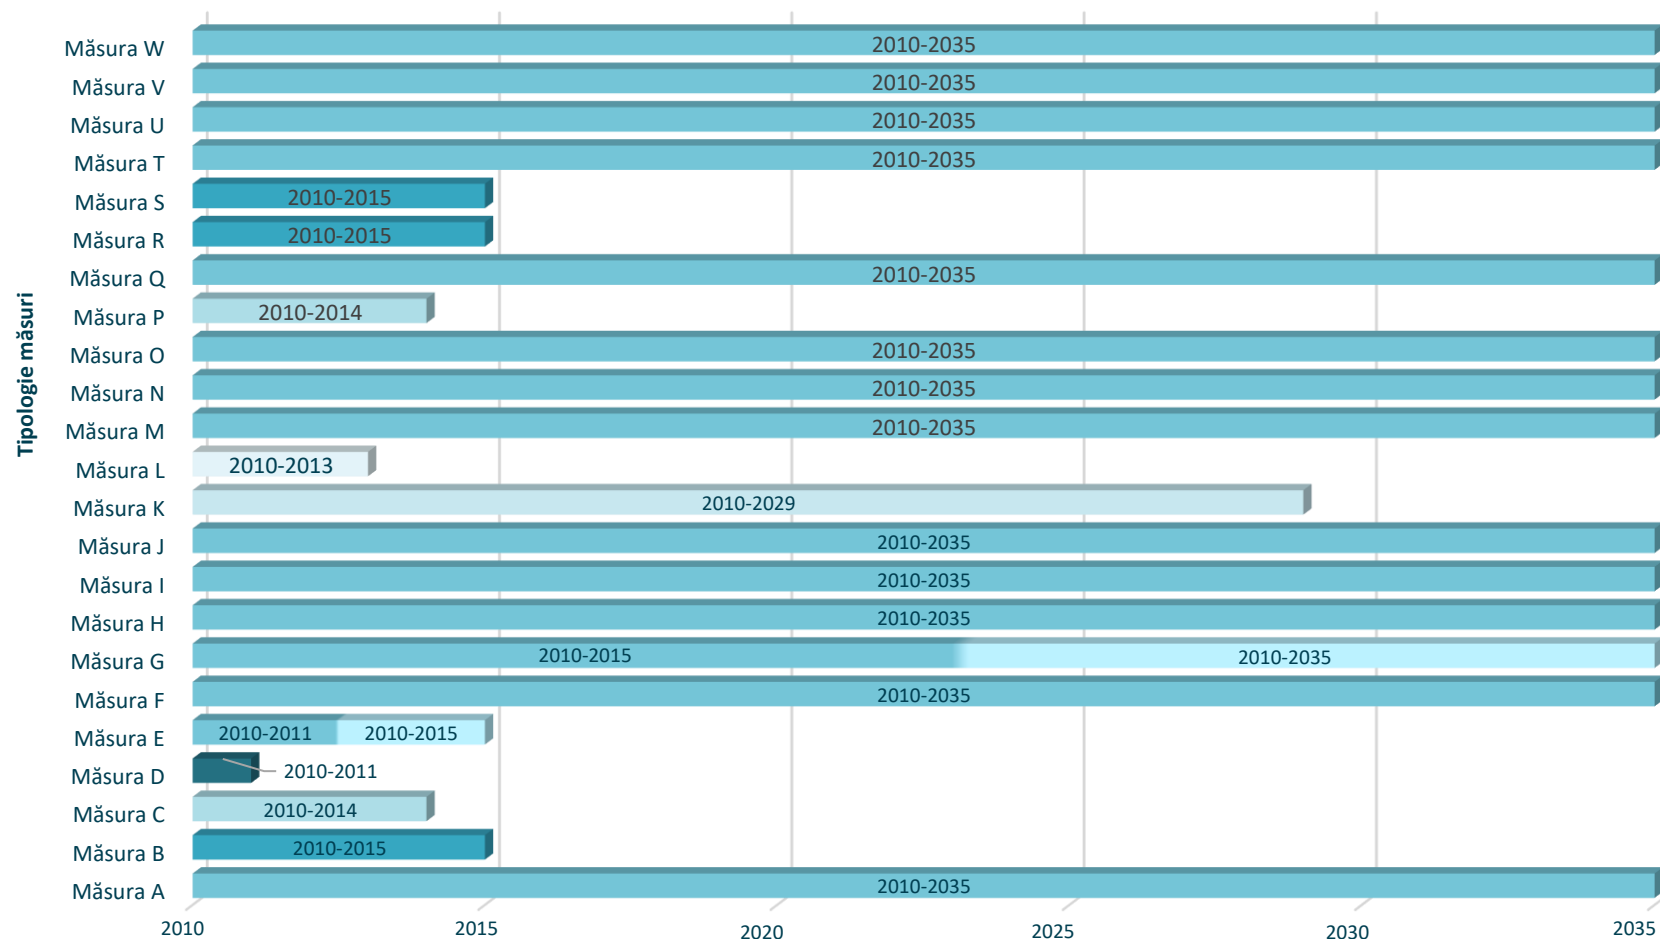 Tipologie măsuri
Măsura W 2010-2035
Măsura V 2010-2035
Măsura U 2010-2035
Măsura T 2010-2035
Măsura S 2010-2015
Măsura R 2010-2015
Măsura Q 2010-2035
Măsura P 2010-2014
Măsura O 2010-2035
Măsura N 2010-2035
Măsura M 2010-2035
Măsura L 2010-2013
Măsura K 2010-2029
Măsura J 2010-2035
Măsura I 2010-2035
Măsura H 2010-2035
Măsura G 2010-2015 2010-2035
Măsura F 2010-2035
Măsura E 2010-2011 2010-2015
Măsura D 2010-2011
Măsura C 2010-2014
Măsura B 2010-2015
Măsura A 2010-2035
2010 2015 2020 2025 2030 2035